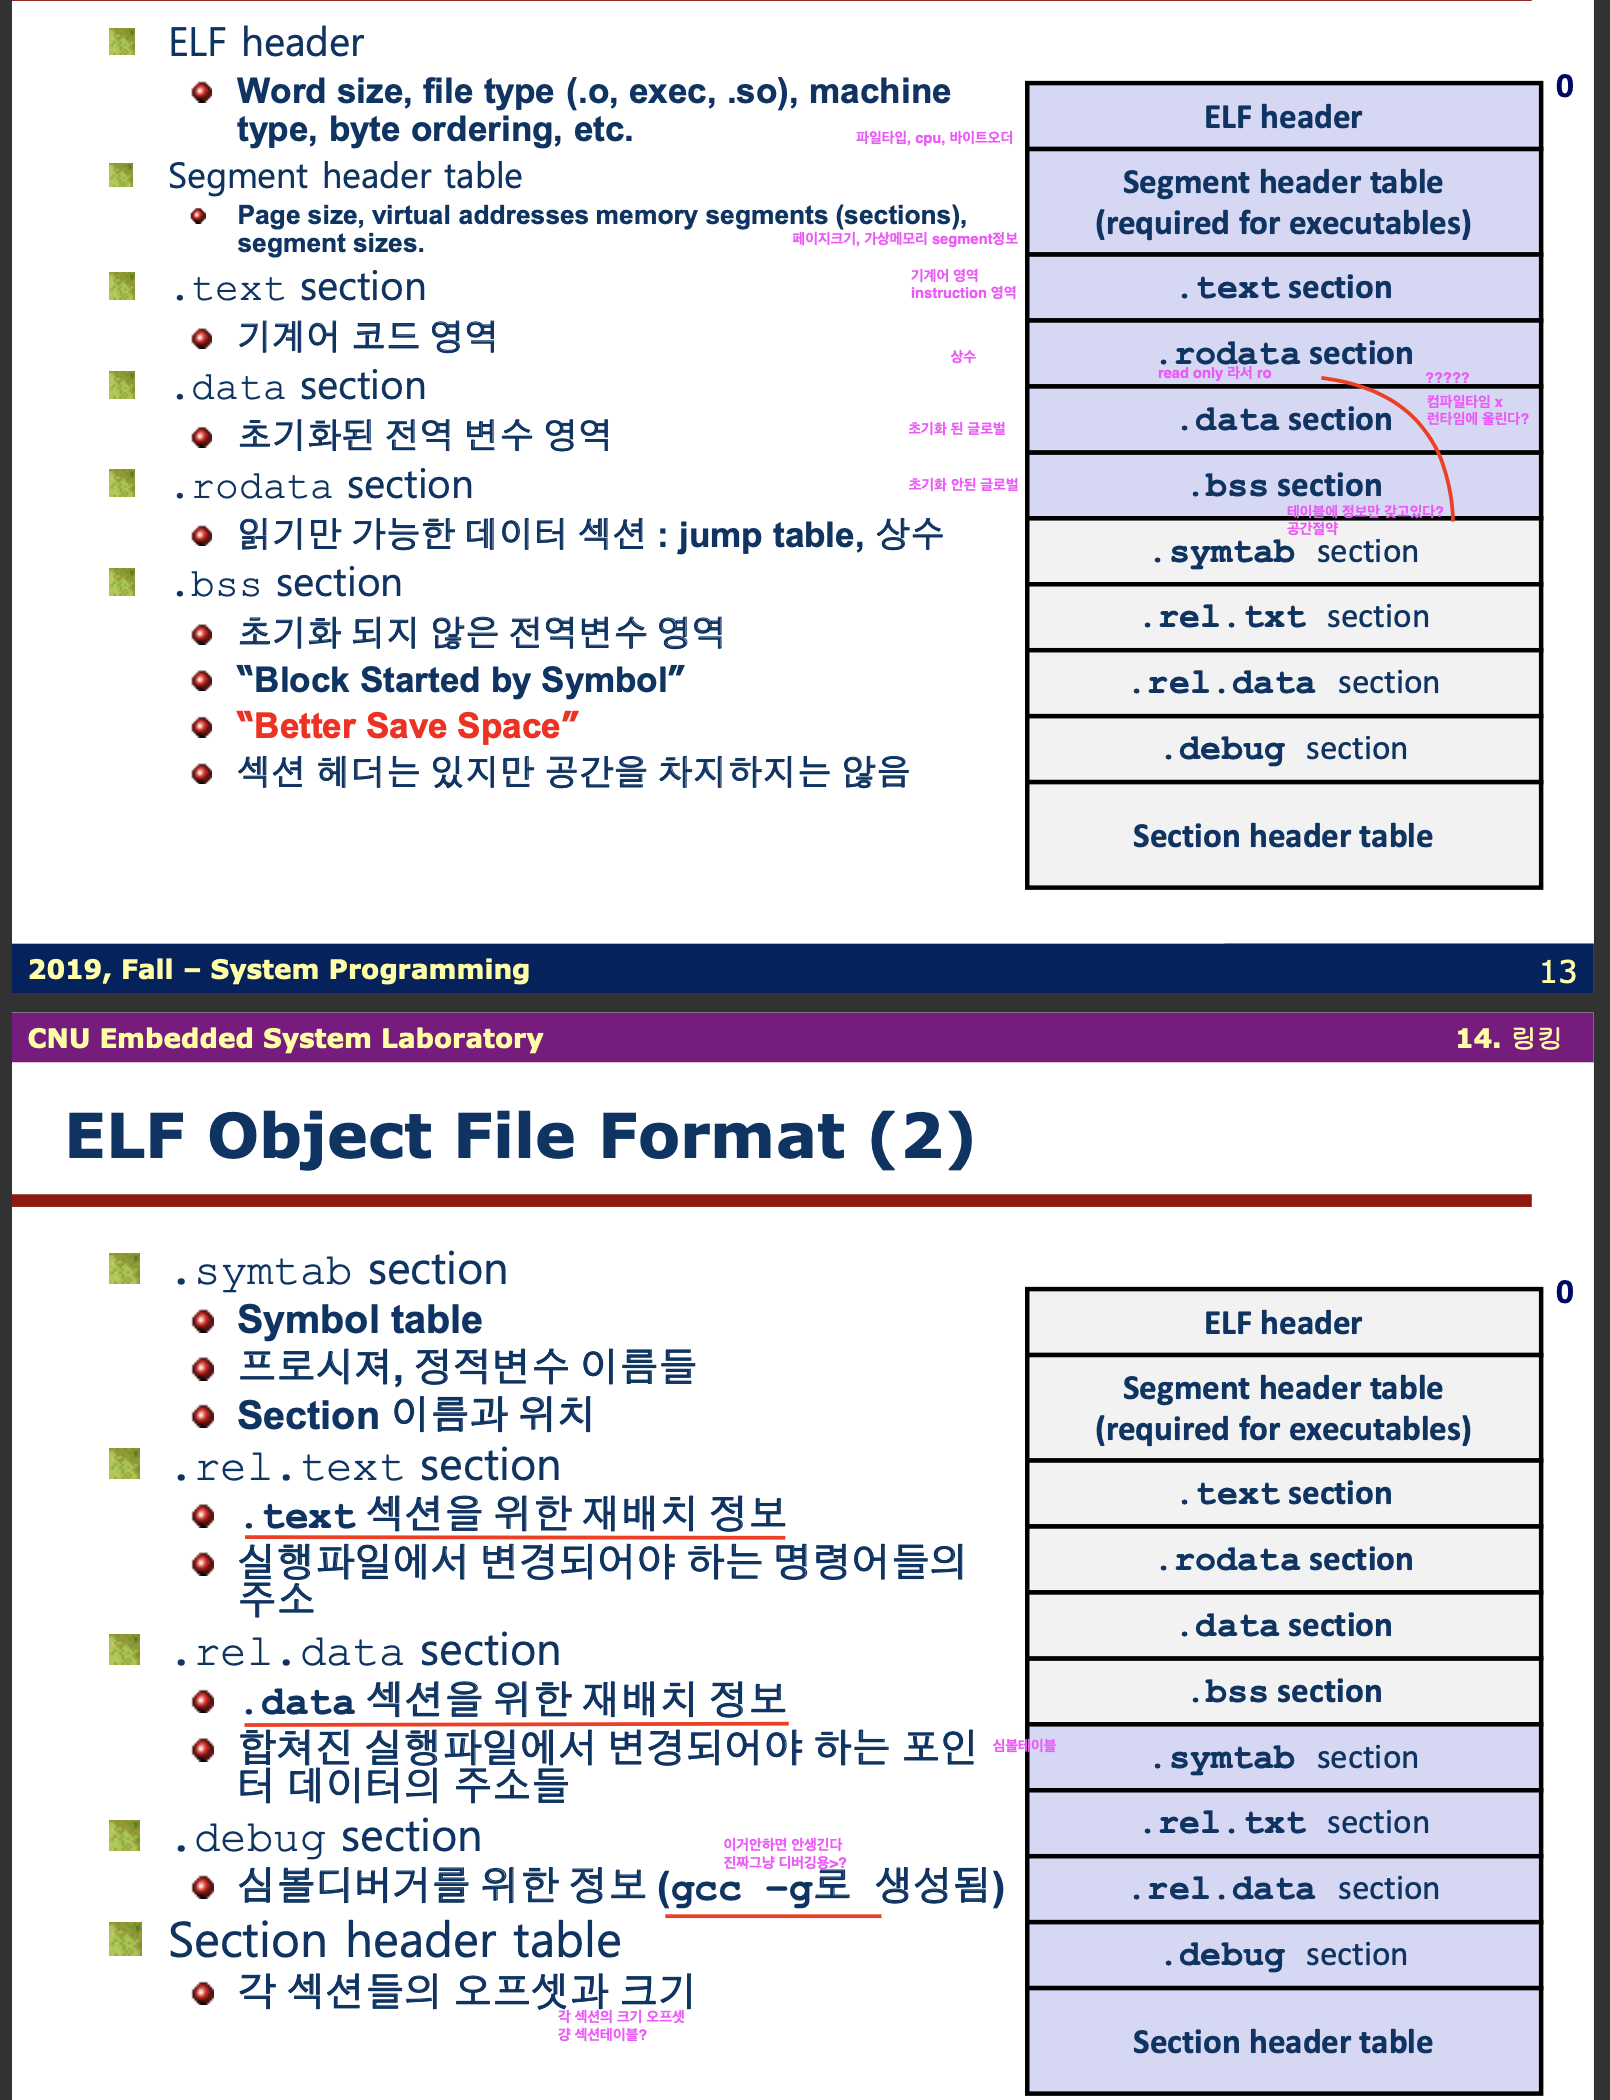 ELF header
Word size, file type (.o, exec, .so), machine
type, byte ordering, etc.
파일타입, cpu, 바이트오더
Segment header table
Page size, virtual addresses memory segments (sections),
segment sizes.
페이지크기, 가상메모리 segment정보
.text section
기계어 영역
instruction 영역
기계어 코드 영역
상수
.data section
초기화된 전역 변수 영역
초기화 된 글로벌
.rodata section
초기화 안된 글로벌
읽기만 가능한 데이터 섹션 : jump table, 상수
.bss section
초기화 되지 않은 전역변수 영역
“Block Started by Symbol”
“Better Save Space”
섹션 헤더는 있지만 공간을 차지하지는 않음
0
ELF header
Segment header table
(required for executables)
.text section
.rodata section
read only 라서 ro
?????
컴파일타임 x
런타임에 올린다?
.data section
.bss section
테이블에 정보만 갖고있다?
공간절약
.symtab section
.rel.txt section
.rel.data section
.debug section
Section header table
2019, Fall – System Programming
13
CNU Embedded System Laboratory
14. 링킹
ELF Object File Format (2)
.symtab section
Symbol table
프로시져, 정적변수 이름들
Section 이름과 위치
.rel.text section
.text 섹션을 위한 재배치 정보
실행파일에서 변경되어야 하는 명령어들의
주소
.rel.data section
.data 섹션을 위한 재배치 정보
합쳐진 실행파일에서 변경되어야 하는 포인
터 데이터의 주소들
심볼테이블
.debug section
이거안하면 안생긴다
진짜그냥 디버깅용>?
심볼디버거를 위한 정보 (gcc –g로 생성됨)
Section header table
각 섹션들의 오프셋과 크기
각 섹션의 크기 오프셋
걍 섹션테이블?
0
ELF header
Segment header table
(required for executables)
.text section
.rodata section
.data section
.bss section
.symtab section
.rel.txt section
.rel.data section
.debug section
Section header table